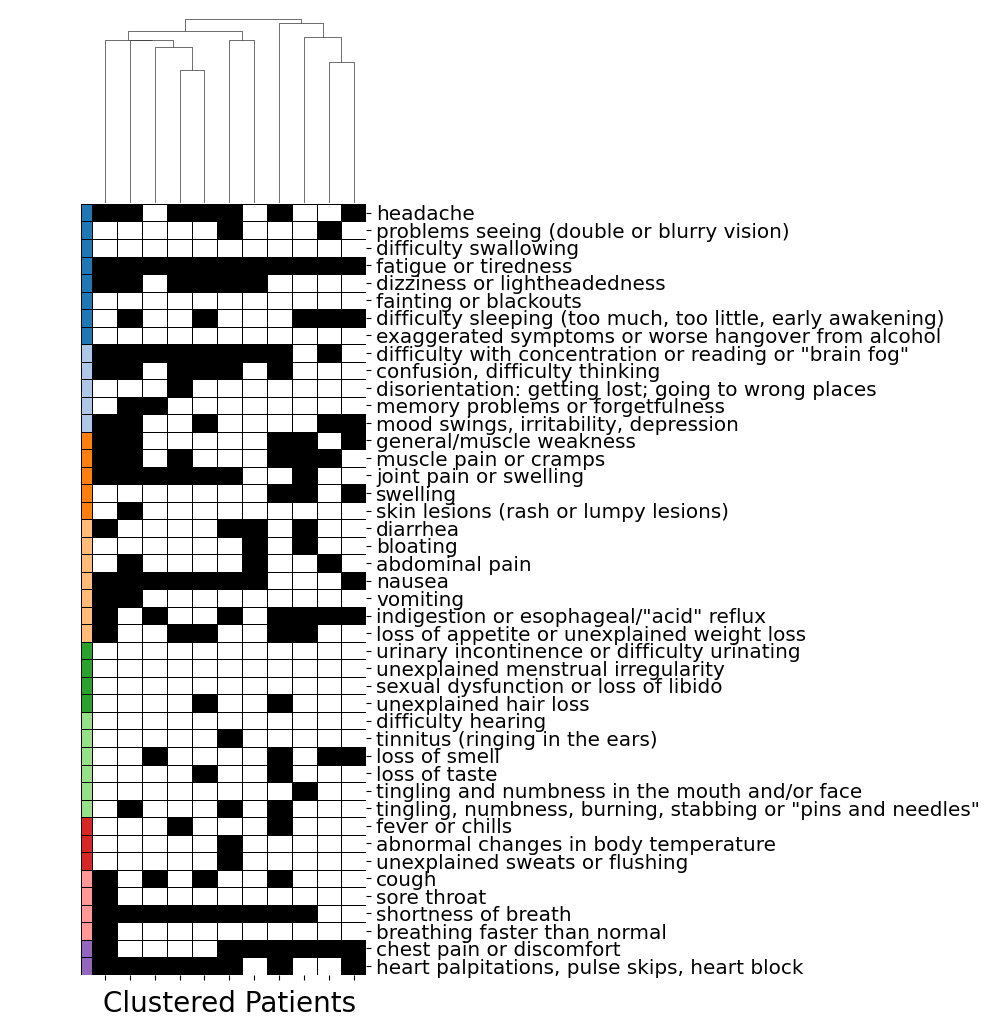 headache
problems seeing (double or blurry vision)
difficulty swallowing
fatigue or tiredness
dizziness or lightheadedness
fainting or blackouts
difficulty sleeping (too much, too little, early awakening)
exaggerated symptoms or worse hangover from alcohol
difficulty with concentration or reading or "brain fog"
confusion, difficulty thinking
disorientation: getting lost; going to wrong places
memory problems or forgetfulness
mood swings, irritability, depression
general/muscle weakness
muscle pain or cramps
joint pain or swelling
swelling
skin lesions (rash or lumpy lesions)
diarrhea
bloating
abdominal pain
nausea
vomiting
indigestion or esophageal/"acid" reflux
loss of appetite or unexplained weight loss
urinary incontinence or difficulty urinating
unexplained menstrual irregularity
sexual dysfunction or loss of libido
unexplained hair loss
difficulty hearing
tinnitus (ringing in the ears)
loss of smell
loss of taste
tingling and numbness in the mouth and/or face
tingling, numbness, burning, stabbing or "pins and needles"
fever or chills
abnormal changes in body temperature
unexplained sweats or flushing
cough
sore throat
shortness of breath
breathing faster than normal
chest pain or discomfort
heart palpitations, pulse skips, heart block
Clustered Patients